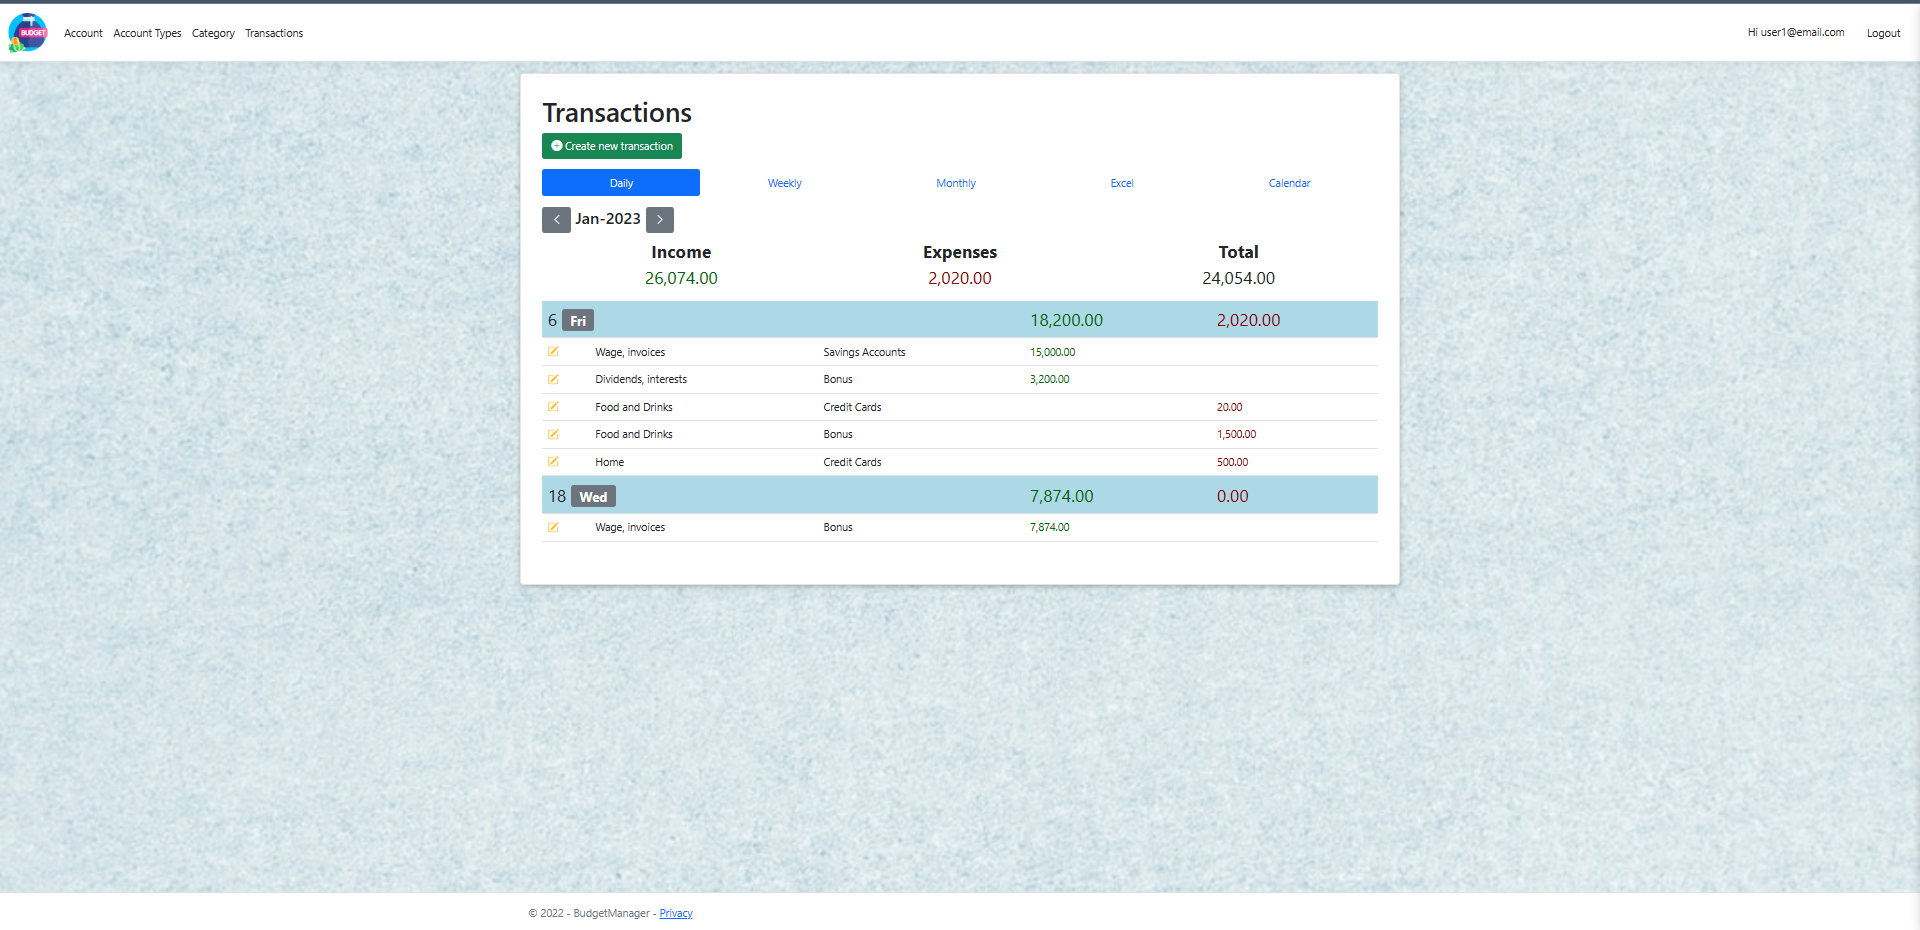 BUDGET
Account Account Types Category Transactions Hi user1@email.com Logout
Transactions
Create new transaction
Daily Weekly Monthly Excel Calendar
Jan-2023
Income Expenses Total
26,074.00 2,020.00 24,054.00
6 Fri 18,200.00 2,020.00
Wage, invoices Savings Accounts 15,000.00
Dividends, interests Bonus 3,200.00
Food and Drinks Credit Cards 20.00
Food and Drinks Bonus 1,500.00
Home Credit Cards 500.00
18 Wed 7,874.00 0.00
Wage, invoices Bonus 7,874.00
© 2022 - BudgetManager - Privacy